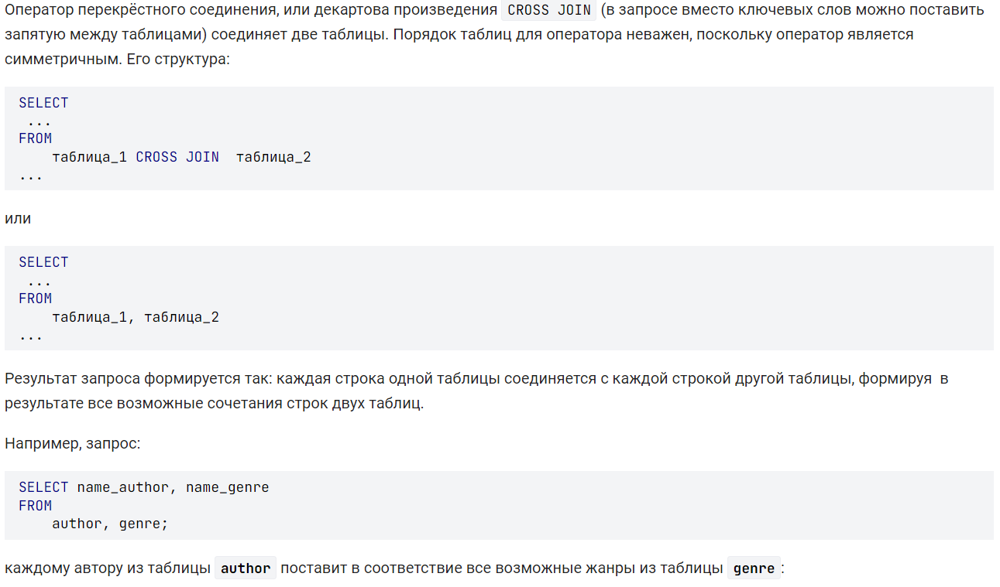 Оператор перекрёстного соединения, или декартова произведения CROSS JOIN (в запросе вместо ключевых слов можно поставить
запятую между таблицами) соединяет две таблицы. Порядок таблиц для оператора неважен, поскольку оператор является
симметричным. Его структура:
SELECT
...
FROM
таблица_1 CROSS JOIN таблица_2
...
или
SELECT
...
FROM
таблица_1, таблица_2
...
Результат запроса формируется так: каждая строка одной таблицы соединяется с каждой строкой другой таблицы, формируя в
результате все возможные сочетания строк двух таблиц.
Например, запрос:
SELECT name_author, name_genre
FROM
author, genre;
каждому автору из таблицы author поставит в соответствие все возможные жанры из таблицы genre: